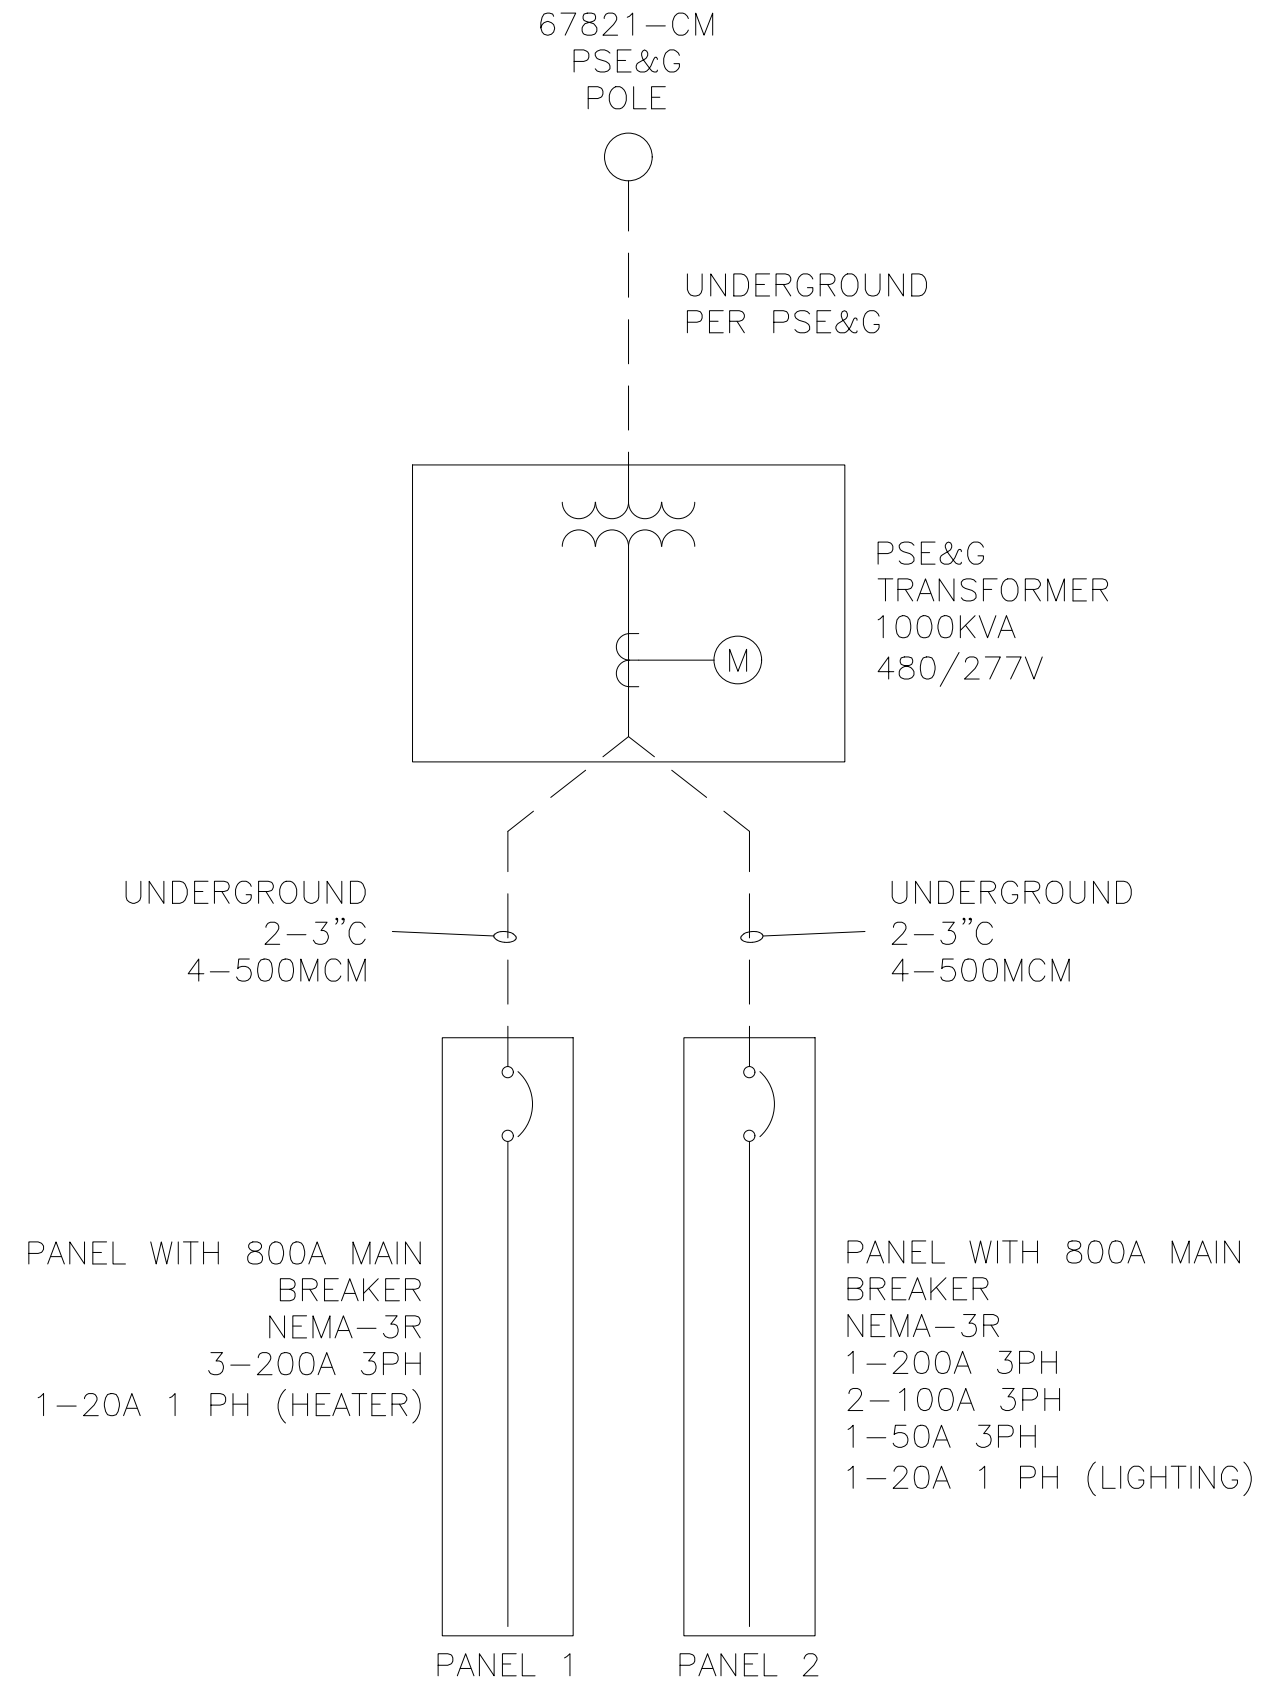 67821-CM
PSE&G
POLE
UNDERGROUND
PER PSE&G
PSE&G
TRANSFORMER
1000KVA
480/277V
M
UNDERGROUND
2-3"C
4-500MCM
UNDERGROUND
2-3"C
4-500MCM
PANEL WITH 800A MAIN
BREAKER
NEMA-3R
3-200A 3PH
1-20A 1 PH (HEATER)
PANEL WITH 800A MAIN
BREAKER
NEMA-3R
1-200A 3PH
2-100A 3PH
1-50A 3PH
1-20A 1 PH (LIGHTING)
PANEL 1
PANEL 2